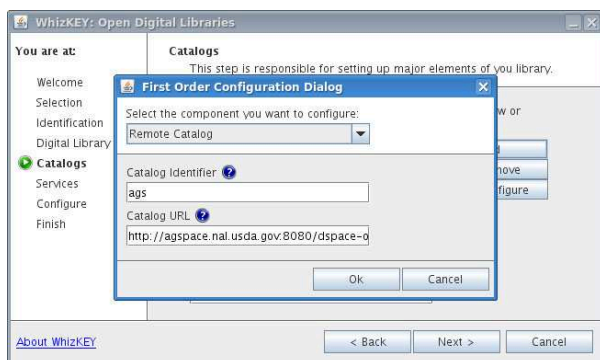 WhizKEY: Open Digital Libraries
You are at:
Welcome
Selection
Identification
Digital Library
Catalogs
Services
Configure
Finish
Catalogs
This step is responsible for setting up major elements of you library.
w or
nove
figure
First Order Configuration Dialog
Select the component you want to configure:
Remote Catalog
Catalog Identifier
ags
Catalog URL
http://agspace.nal.usda.gov:8080/dspace-o
Ok Cancel
About WhizKEY
< Back Next > Cancel